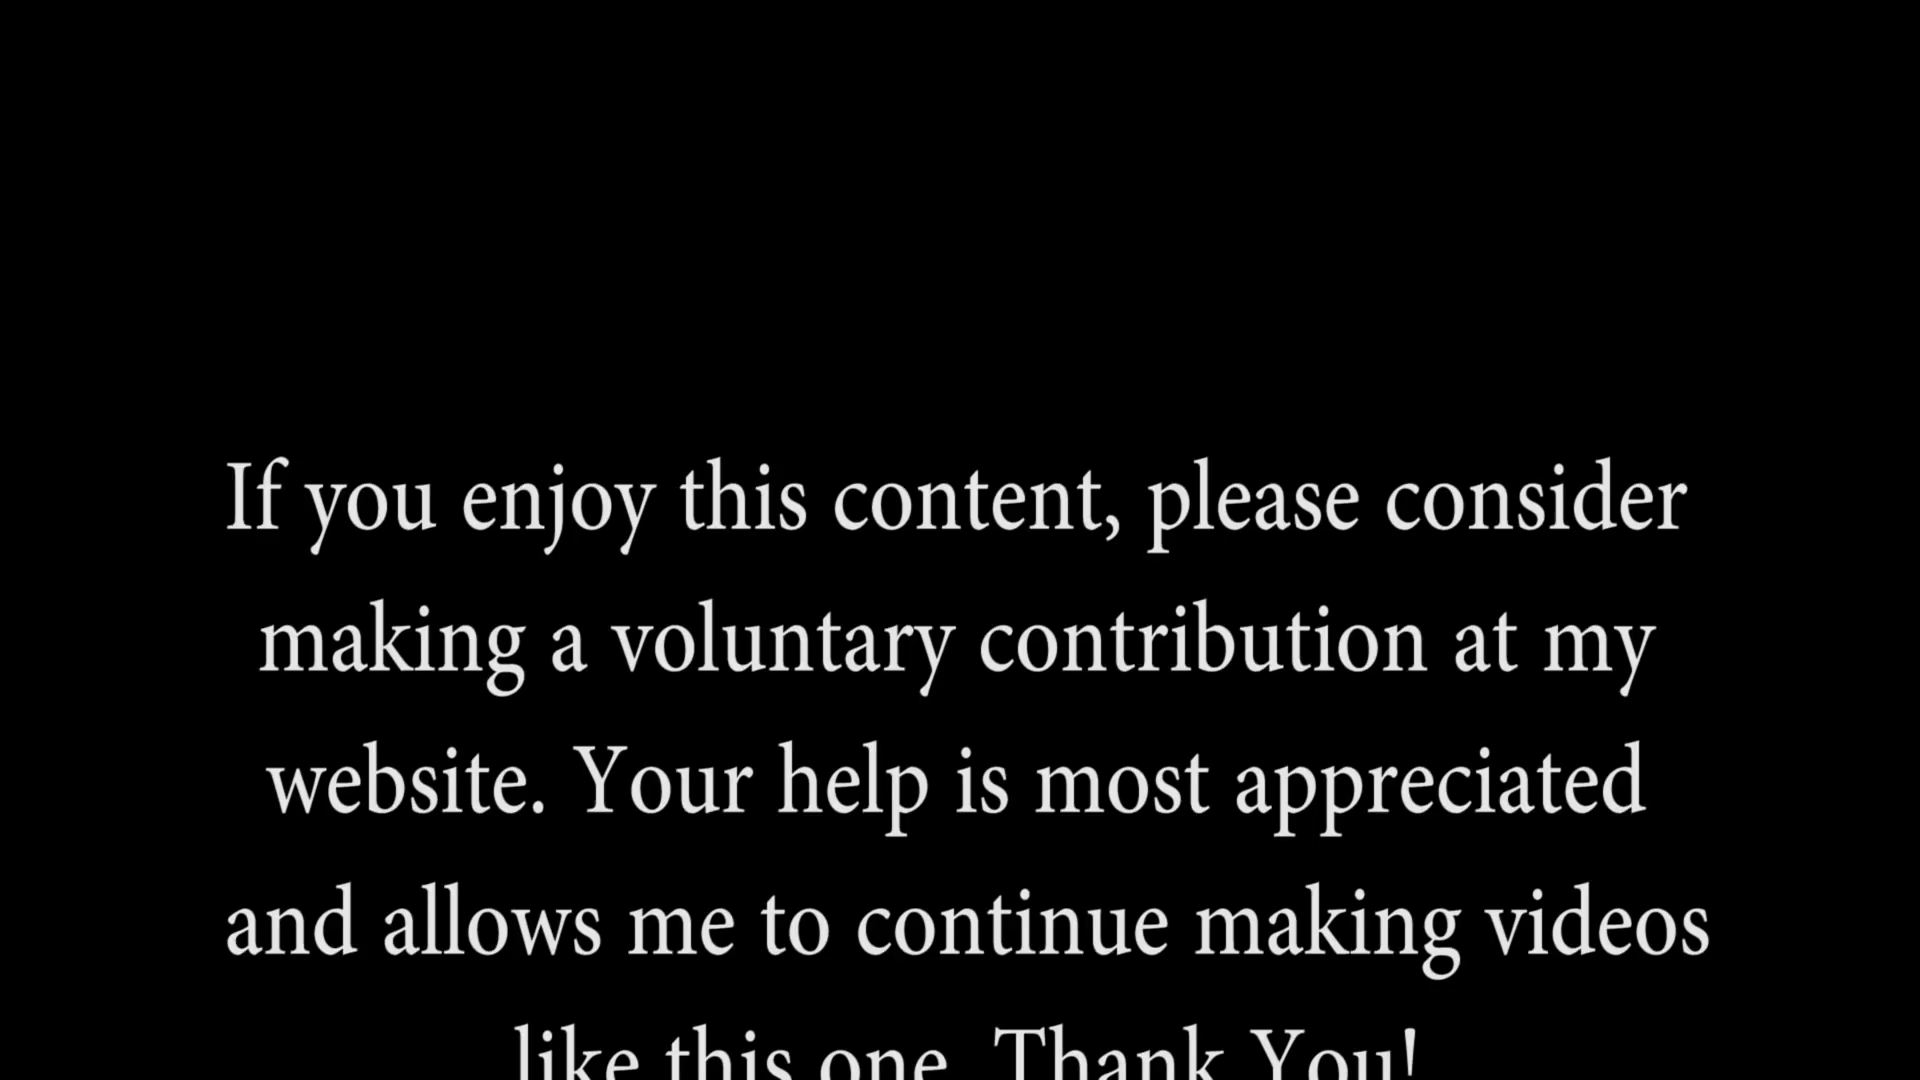 If you enjoy this content, please consider
making a voluntary contribution at my
website. Your help is most appreciated
and allows me to continue making videos
like this one. Thank You!